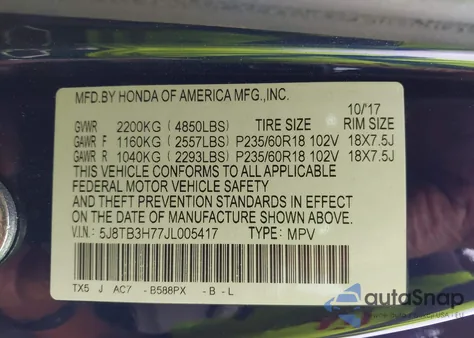 MFD.BY HONDA OF AMERICA MFG.,INC.
10/'17
GVWR 2200KG (4850LBS) TIRE SIZE RIM SIZE
GAWR F 1160KG (2557LBS) P235/60R18 102V 18X7.5J
GAWR R 1040KG (2293LBS) P235/60R18 102V 18X7.5J
THIS VEHICLE CONFORMS TO ALL APPLICABLE
FEDERAL MOTOR VEHICLE SAFETY
AND THEFT PREVENTION STANDARDS IN EFFECT
ON THE DATE OF MANUFACTURE SHOWN ABOVE.
V.I.N.: 5J8TB3H77JL005417 TYPE: MPV
TX5 J AC7 - B588PX - B - L
autoSnap